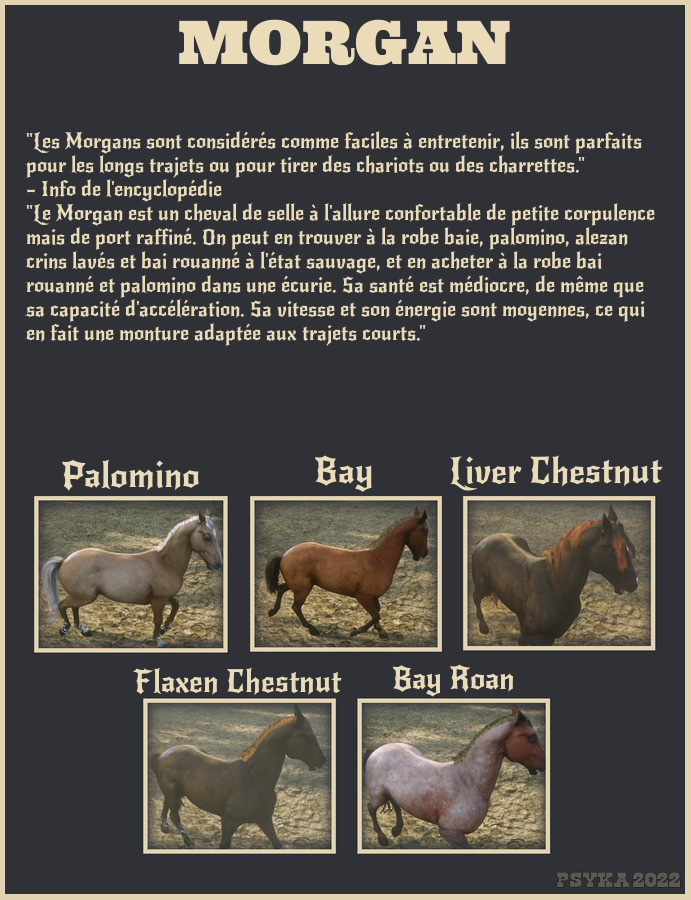 MORGAN
"Les Morgans sont considérés comme faciles à entretenir, ils sont parfaits
pour les longs trajets ou pour tirer des chariots ou des charrettes."
- Info de l'encyclopédie
"Le Morgan est un cheval de selle à l'allure confortable de petite corpulence
mais de port raffiné. On peut en trouver à la robe baie, palomino, alezan
crins lavés et bai rouanné à l'état sauvage, et en acheter à la robe bai
rouanné et palomino dans une écurie. Sa santé est médiocre, de même que
sa capacité d'accélération. Sa vitesse et son énergie sont moyennes, ce qui
en fait une monture adaptée aux trajets courts."
Palomino
Bay
Liver Chestnut
Flaxen Chestnut
Bay Roan
PSYKA 2022